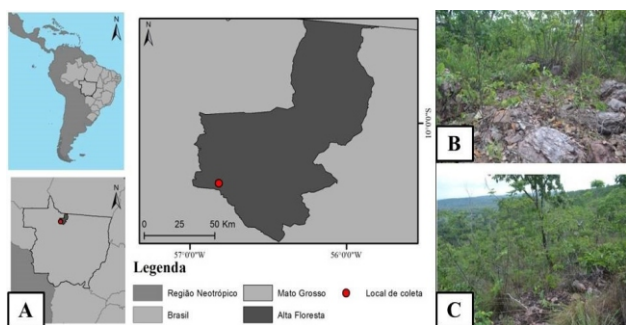 N
N
N
10°0'0"S
0 25 50 Km
57°0'0"W 56°0'0"W
Legenda
Região Neotrópico
Mato Grosso
Local de coleta
Brasil
Alta Floresta
A
B
C